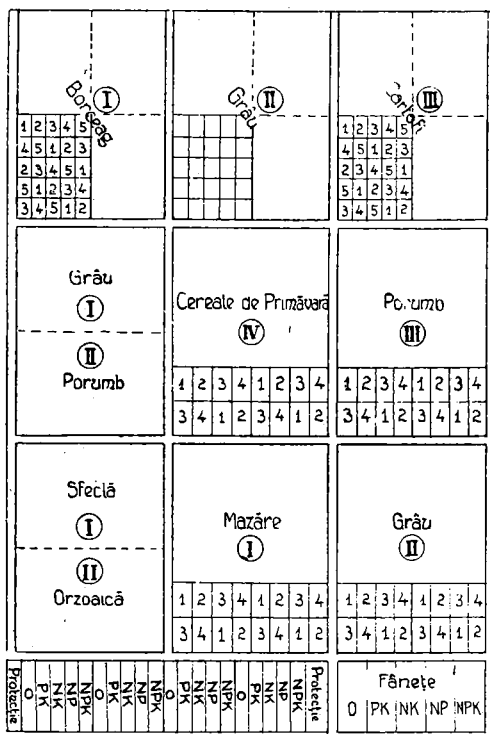 Borceag I
1 2 3 4 5
4 5 1 2 3
2 3 4 5 1
5 1 2 3 4
3 4 5 1 2
Grâu II
Cartofi III
1 2 3 4 5
4 5 1 2 3
2 3 4 5 1
5 1 2 3 4
3 4 5 1 2
Grâu
I
II
Porumb
Cereale de Primăvară
IV
1 2 3 4 1 2 3 4
3 4 1 2 3 4 1 2
Porumb
III
1 2 3 4 1 2 3 4
3 4 1 2 3 4 1 2
Sfeclă
I
II
Orzoaică
Mazăre
I
1 2 3 4 1 2 3 4
3 4 1 2 3 4 1 2
Grâu
II
1 2 3 4 1 2 3 4
3 4 1 2 3 4 1 2
Protecție O PK NK NP NPK O PK NK NP NPK O PK NK NP NPK O PK NK NP NPK Protecție
Fânețe
O PK NK NP NPK